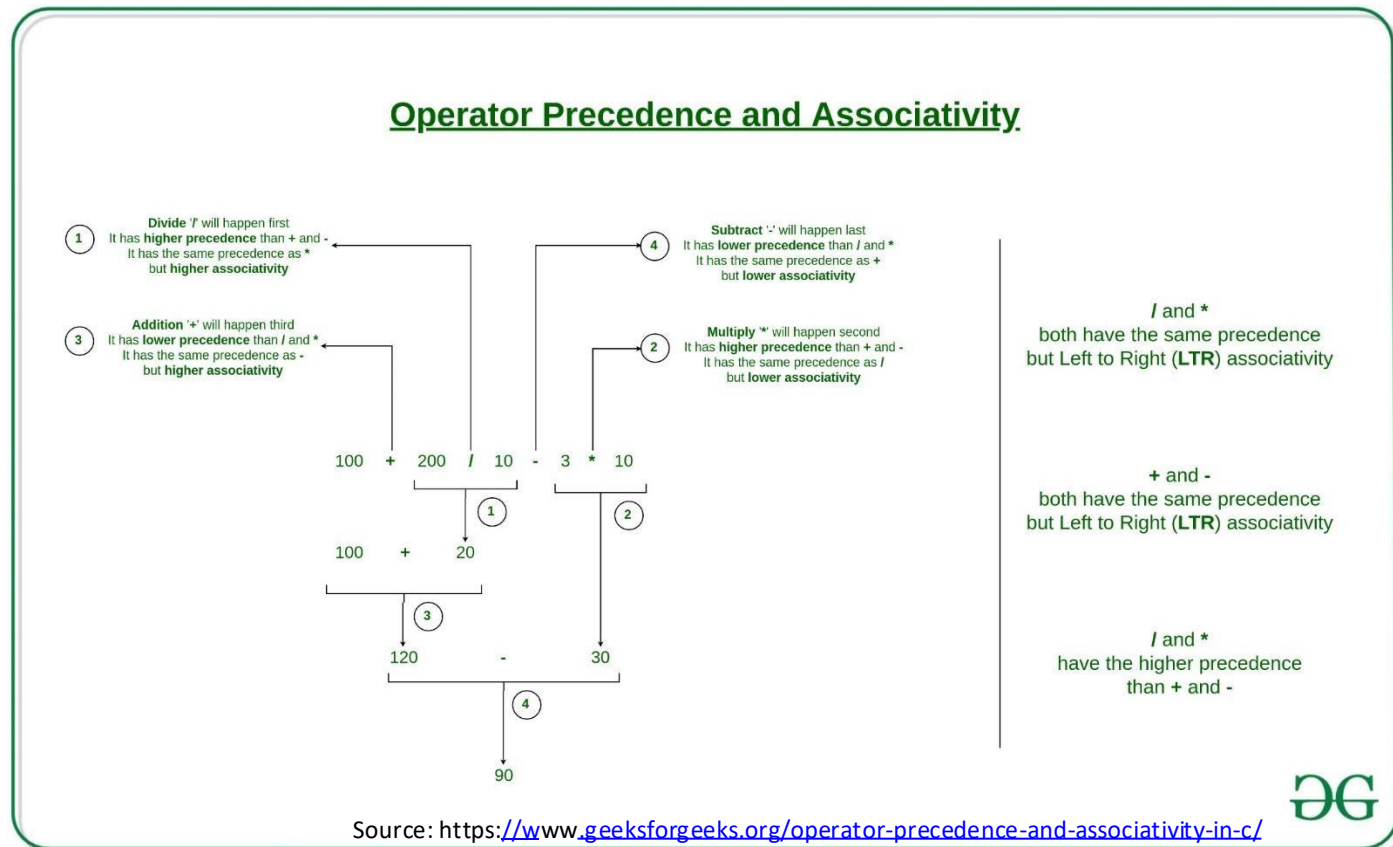 Operator Precedence and Associativity
1
Divide '/' will happen first
It has higher precedence than + and -
It has the same precedence as *
but higher associativity
3
Addition '+' will happen third
It has lower precedence than / and *
It has the same precedence as -
but higher associativity
4
Subtract '-' will happen last
It has lower precedence than / and *
It has the same precedence as +
but lower associativity
2
Multiply '*' will happen second
It has higher precedence than + and -
It has the same precedence as /
but lower associativity
100 + 200 / 10 - 3 * 10
1
2
100 + 20
3
120 - 30
4
90
/ and *
both have the same precedence
but Left to Right (LTR) associativity
+ and -
both have the same precedence
but Left to Right (LTR) associativity
/ and *
have the higher precedence
than + and -
Source: https://www.geeksforgeeks.org/operator-precedence-and-associativity-in-c/